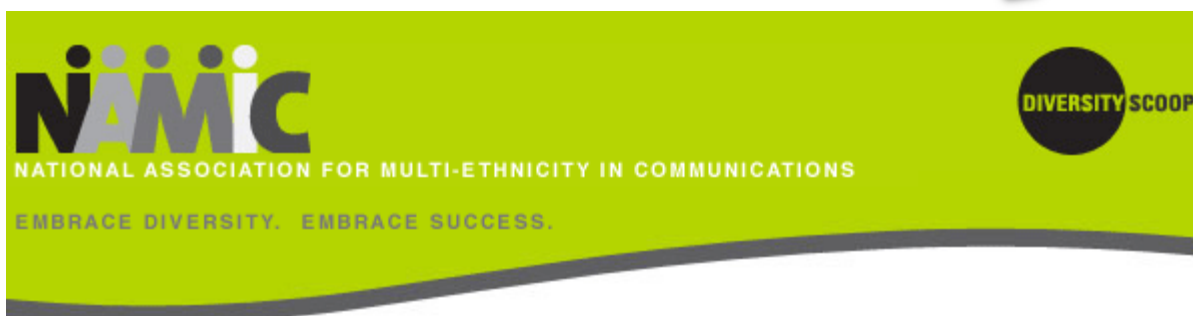 NAMIC
NATIONAL ASSOCIATION FOR MULTI-ETHNICITY IN COMMUNICATIONS
EMBRACE DIVERSITY. EMBRACE SUCCESS.
DIVERSITY SCOOP